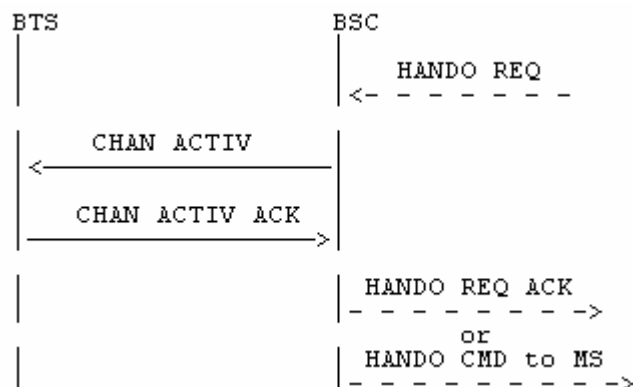 BTS BSC
HANDO REQ
CHAN ACTIV
CHAN ACTIV ACK
HANDO REQ ACK
or
HANDO CMD to MS